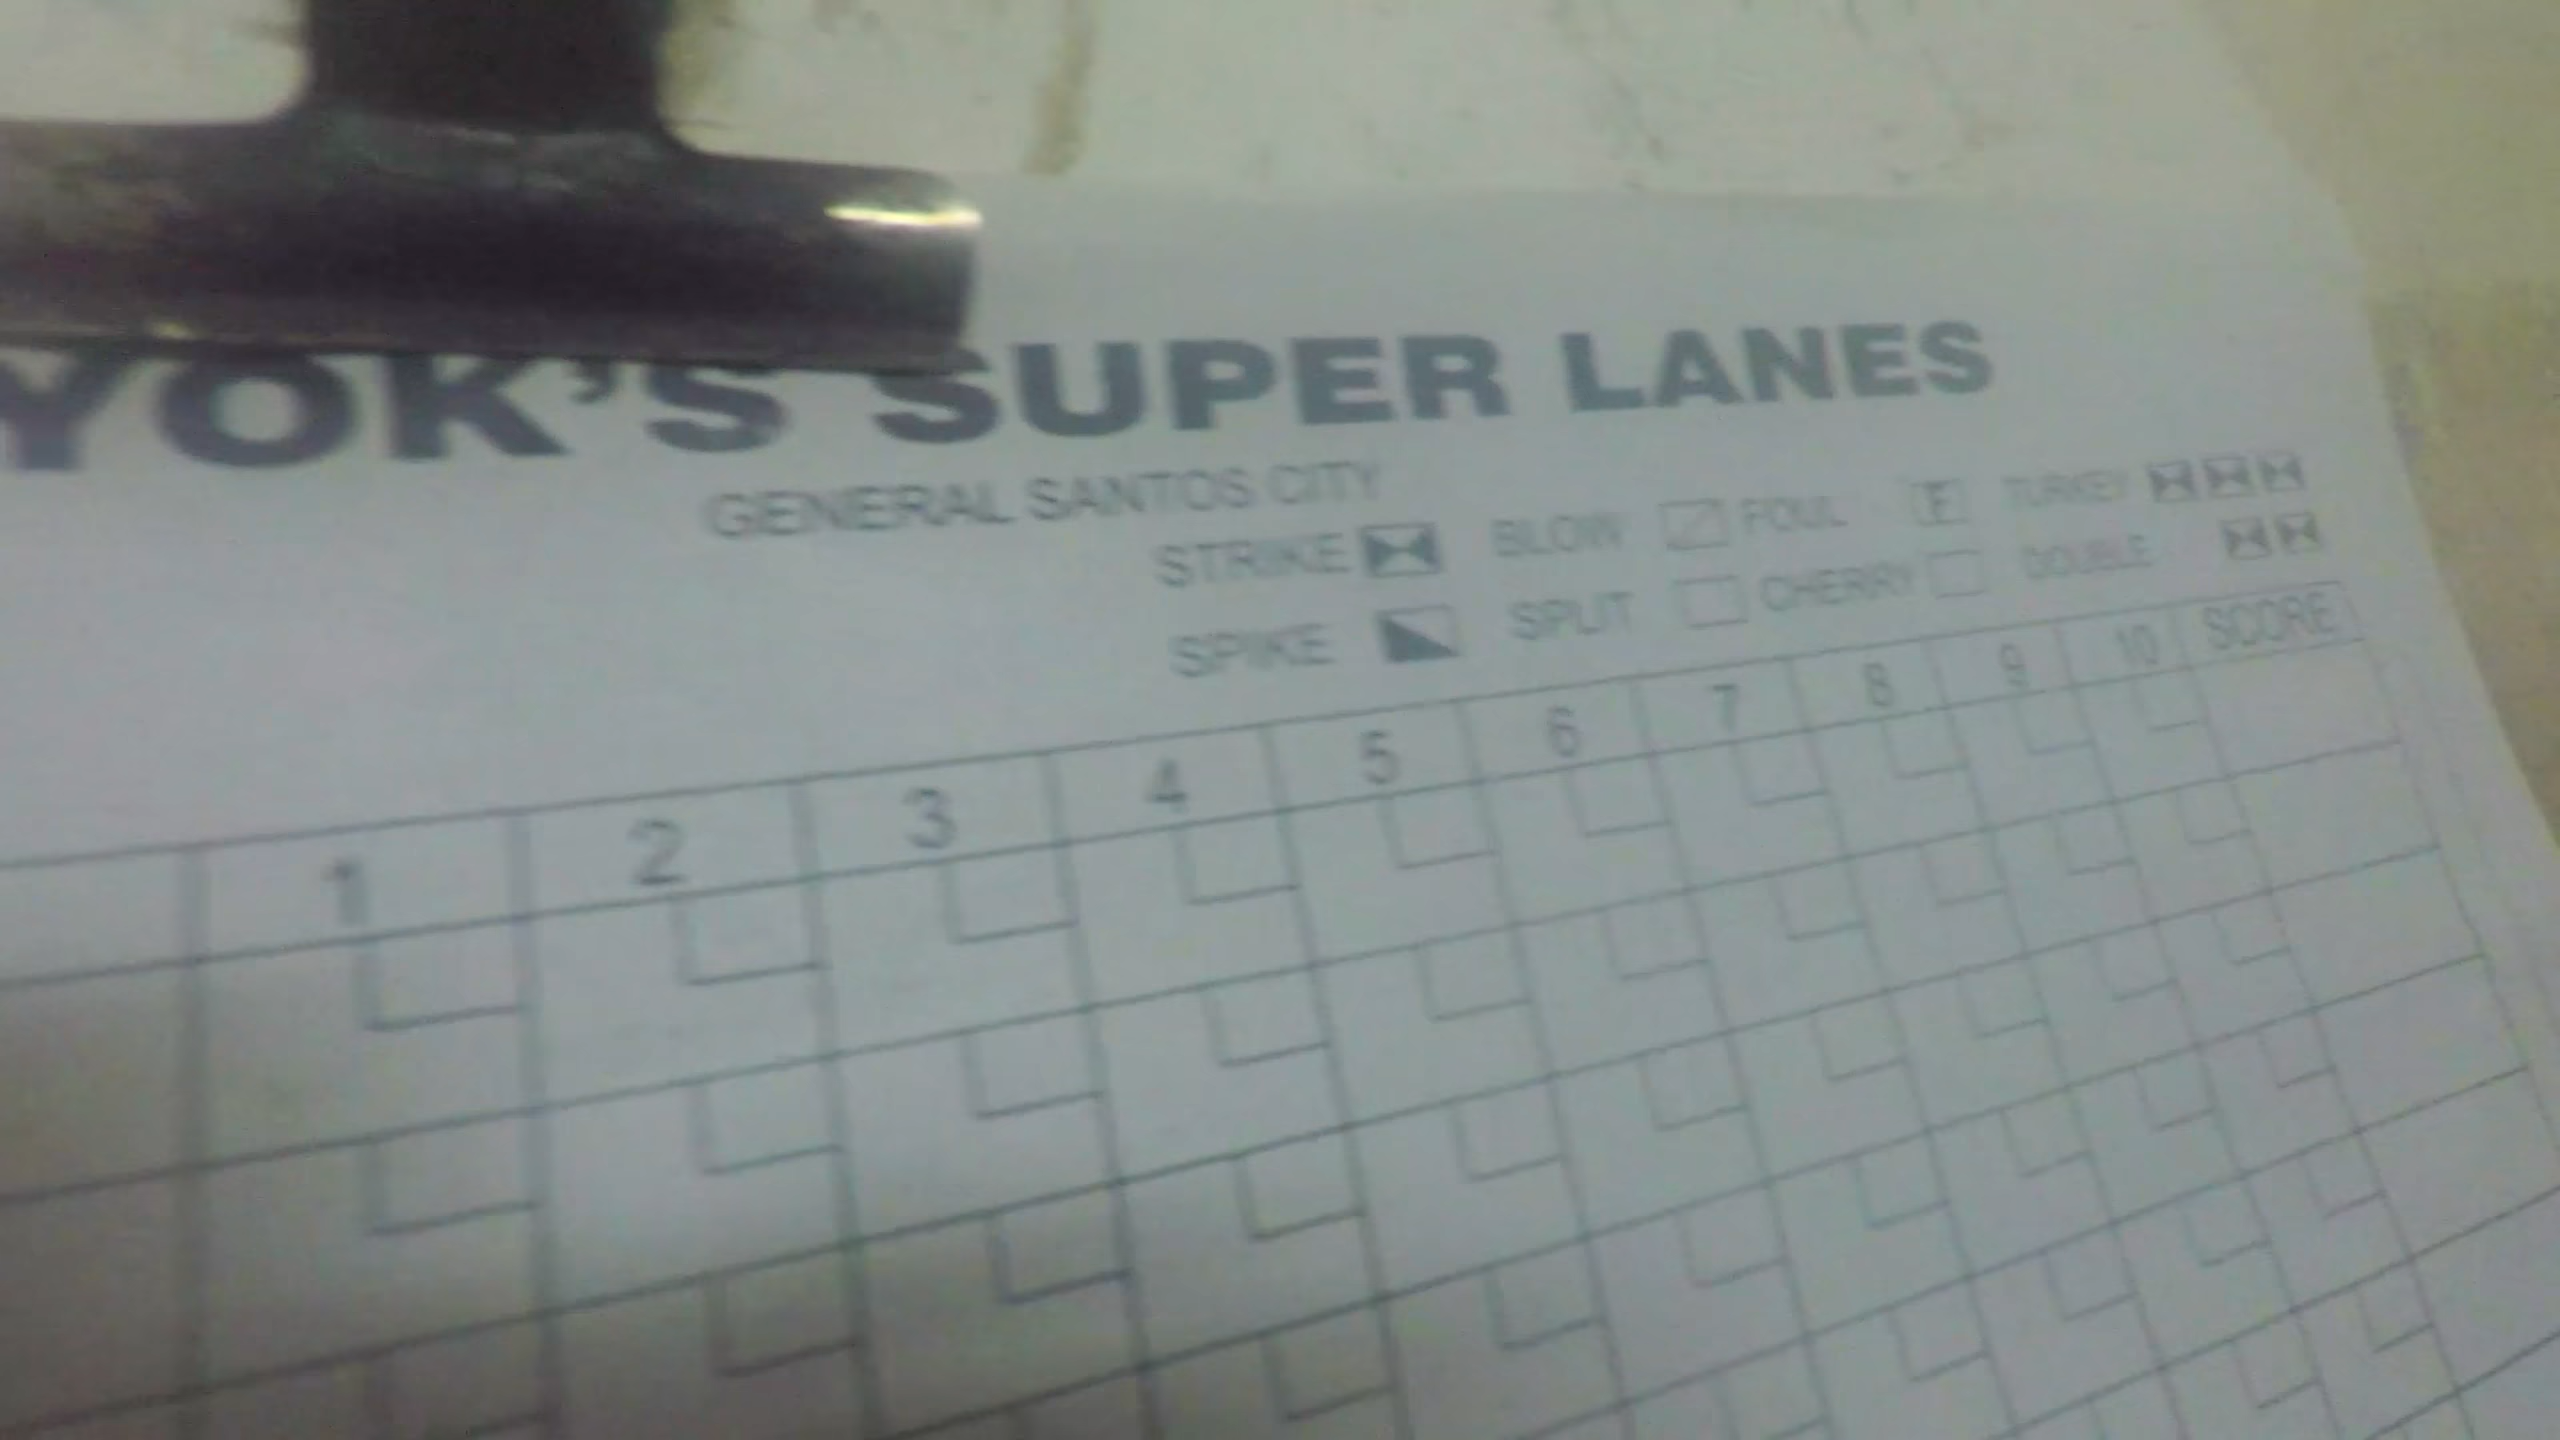 YOK'S SUPER LANES
GENERAL SANTOS CITY
STRIKE BLOW FOUL F TURKEY
SPIKE SPLIT CHERRY DOUBLE
1 2 3 4 5 6 7 8 9 10 SCORE